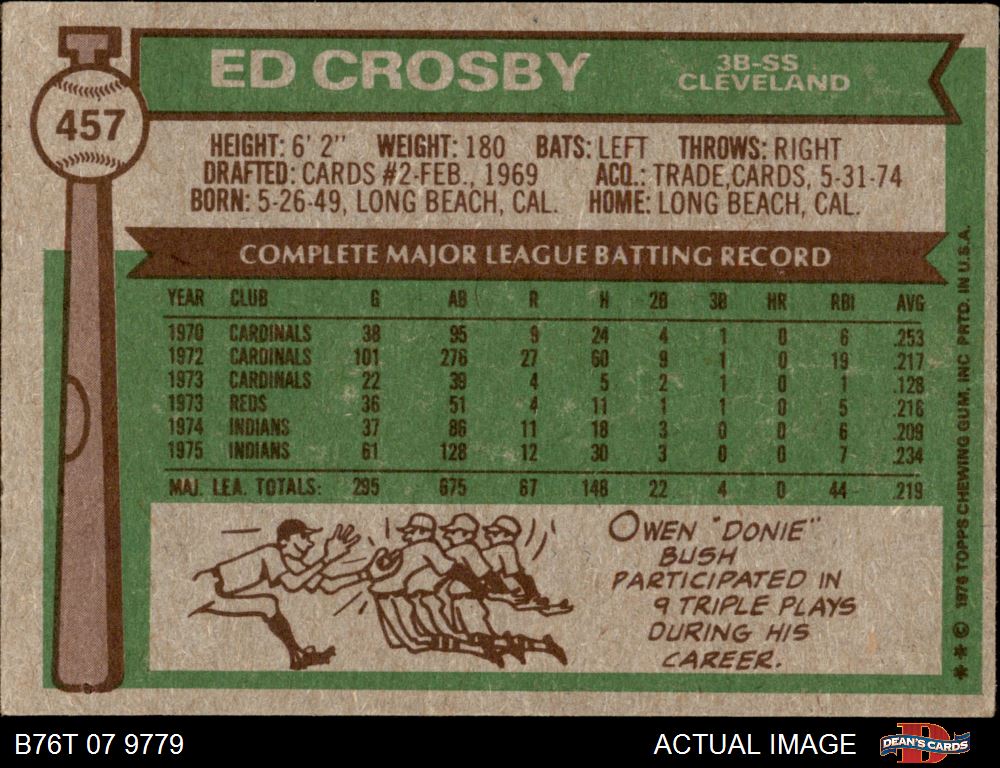 457
ED CROSBY
3B-SS
CLEVELAND
HEIGHT: 6' 2" WEIGHT: 180 BATS: LEFT THROWS: RIGHT
DRAFTED: CARDS #2-FEB., 1969 ACQ.: TRADE,CARDS, 5-31-74
BORN: 5-26-49, LONG BEACH, CAL. HOME: LONG BEACH, CAL.
COMPLETE MAJOR LEAGUE BATTING RECORD
YEAR CLUB G AB R H 2B 3B HR RBI AVG
1970 CARDINALS 38 95 9 24 4 1 0 6 .253
1972 CARDINALS 101 276 27 60 9 1 0 19 .217
1973 CARDINALS 22 39 4 5 2 1 0 1 .128
1973 REDS 36 51 4 11 1 1 0 5 .216
1974 INDIANS 37 86 11 18 3 0 0 6 .209
1975 INDIANS 61 128 12 30 3 0 0 7 .234
MAJ. LEA. TOTALS: 295 675 67 148 22 4 0 44 .219
OWEN "DONIE"
BUSH
PARTICIPATED IN
9 TRIPLE PLAYS
DURING HIS
CAREER.
** © 1976 TOPPS CHEWING GUM, INC PRTD. IN U.S.A.
B76T 07 9779
ACTUAL IMAGE
D
DEAN'S CARDS